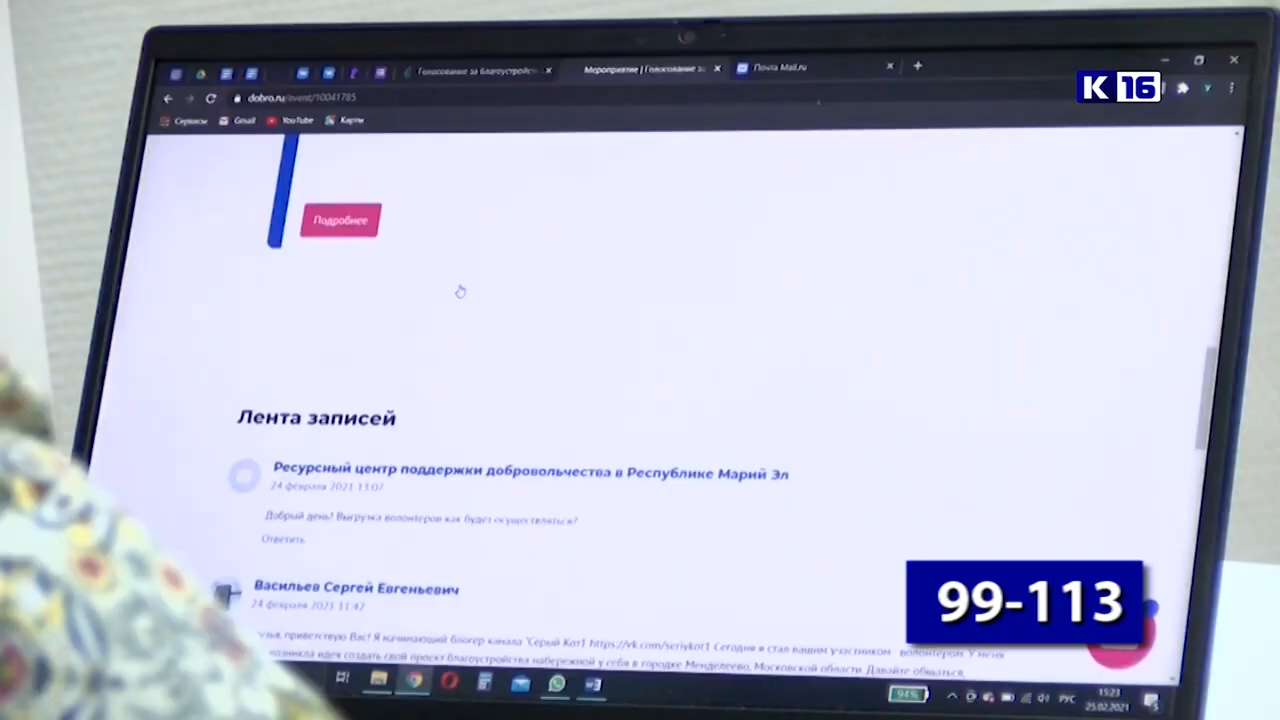 Голосование за благоустройст
Мероприятие | Голосование за
Почта Mail.ru
К 16
dobro.ru/event/10041785
Сервисы
Gmail
YouTube
Карты
Подробнее
Лента записей
Ресурсный центр поддержки добровольчества в Республике Марий Эл
24 февраля 2021 13:07
Добрый день! Выгрузка волонтеров как будет осуществляться?
Ответить
Васильев Сергей Евгеньевич
24 февраля 2021 11:42
99-113
узья, приветствую Вас! Я начинающий блогер канала "Серый Кот1 https://vk.com/seriykot1 Сегодня я стал вашим участником - волонтером. У меня
возникла идея создать свой проект благоустройства набережной у себя в городке Менделеево, Московской области. Давайте общаться,
94%
РУС
15:23
25.02.2021